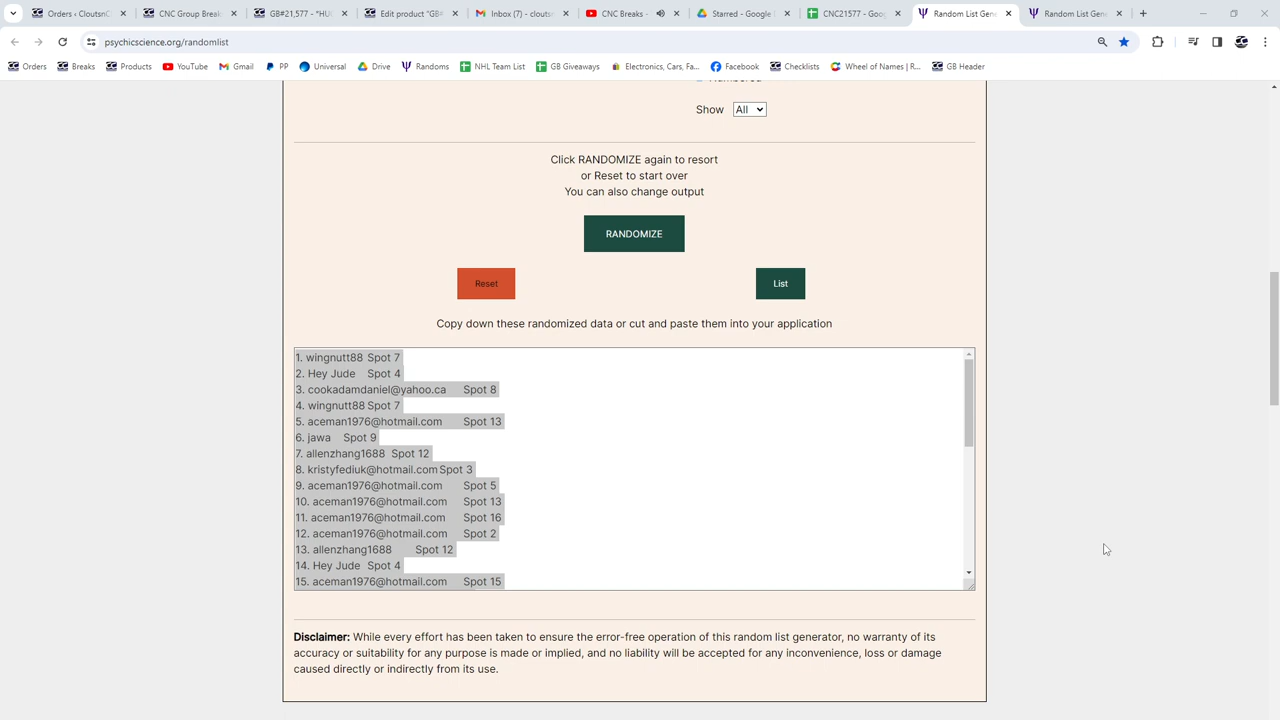 Orders ‹ CloutsnC
CNC Group Break
GB#21,577 – "HU
Edit product "GB
Inbox (7) - clouts
CNC Breaks -
Starred - Google
CNC21577 - Goog
Random List Gene
Random List Gene
psychicscience.org/randomlist
Orders
Breaks
Products
YouTube
Gmail
PP
Universal
Drive
Randoms
NHL Team List
GB Giveaways
Electronics, Cars, Fa...
Facebook
Checklists
Wheel of Names | R...
GB Header
Show All
Click RANDOMIZE again to resort
or Reset to start over
You can also change output
RANDOMIZE
Reset
List
Copy down these randomized data or cut and paste them into your application
1. wingnutt88 Spot 7
2. Hey Jude Spot 4
3. cookadamdaniel@yahoo.ca Spot 8
4. wingnutt88 Spot 7
5. aceman1976@hotmail.com Spot 13
6. jawa Spot 9
7. allenzhang1688 Spot 12
8. kristyfediuk@hotmail.com Spot 3
9. aceman1976@hotmail.com Spot 5
10. aceman1976@hotmail.com Spot 13
11. aceman1976@hotmail.com Spot 16
12. aceman1976@hotmail.com Spot 2
13. allenzhang1688 Spot 12
14. Hey Jude Spot 4
15. aceman1976@hotmail.com Spot 15
Disclaimer: While every effort has been taken to ensure the error-free operation of this random list generator, no warranty of its
accuracy or suitability for any purpose is made or implied, and no liability will be accepted for any inconvenience, loss or damage
caused directly or indirectly from its use.